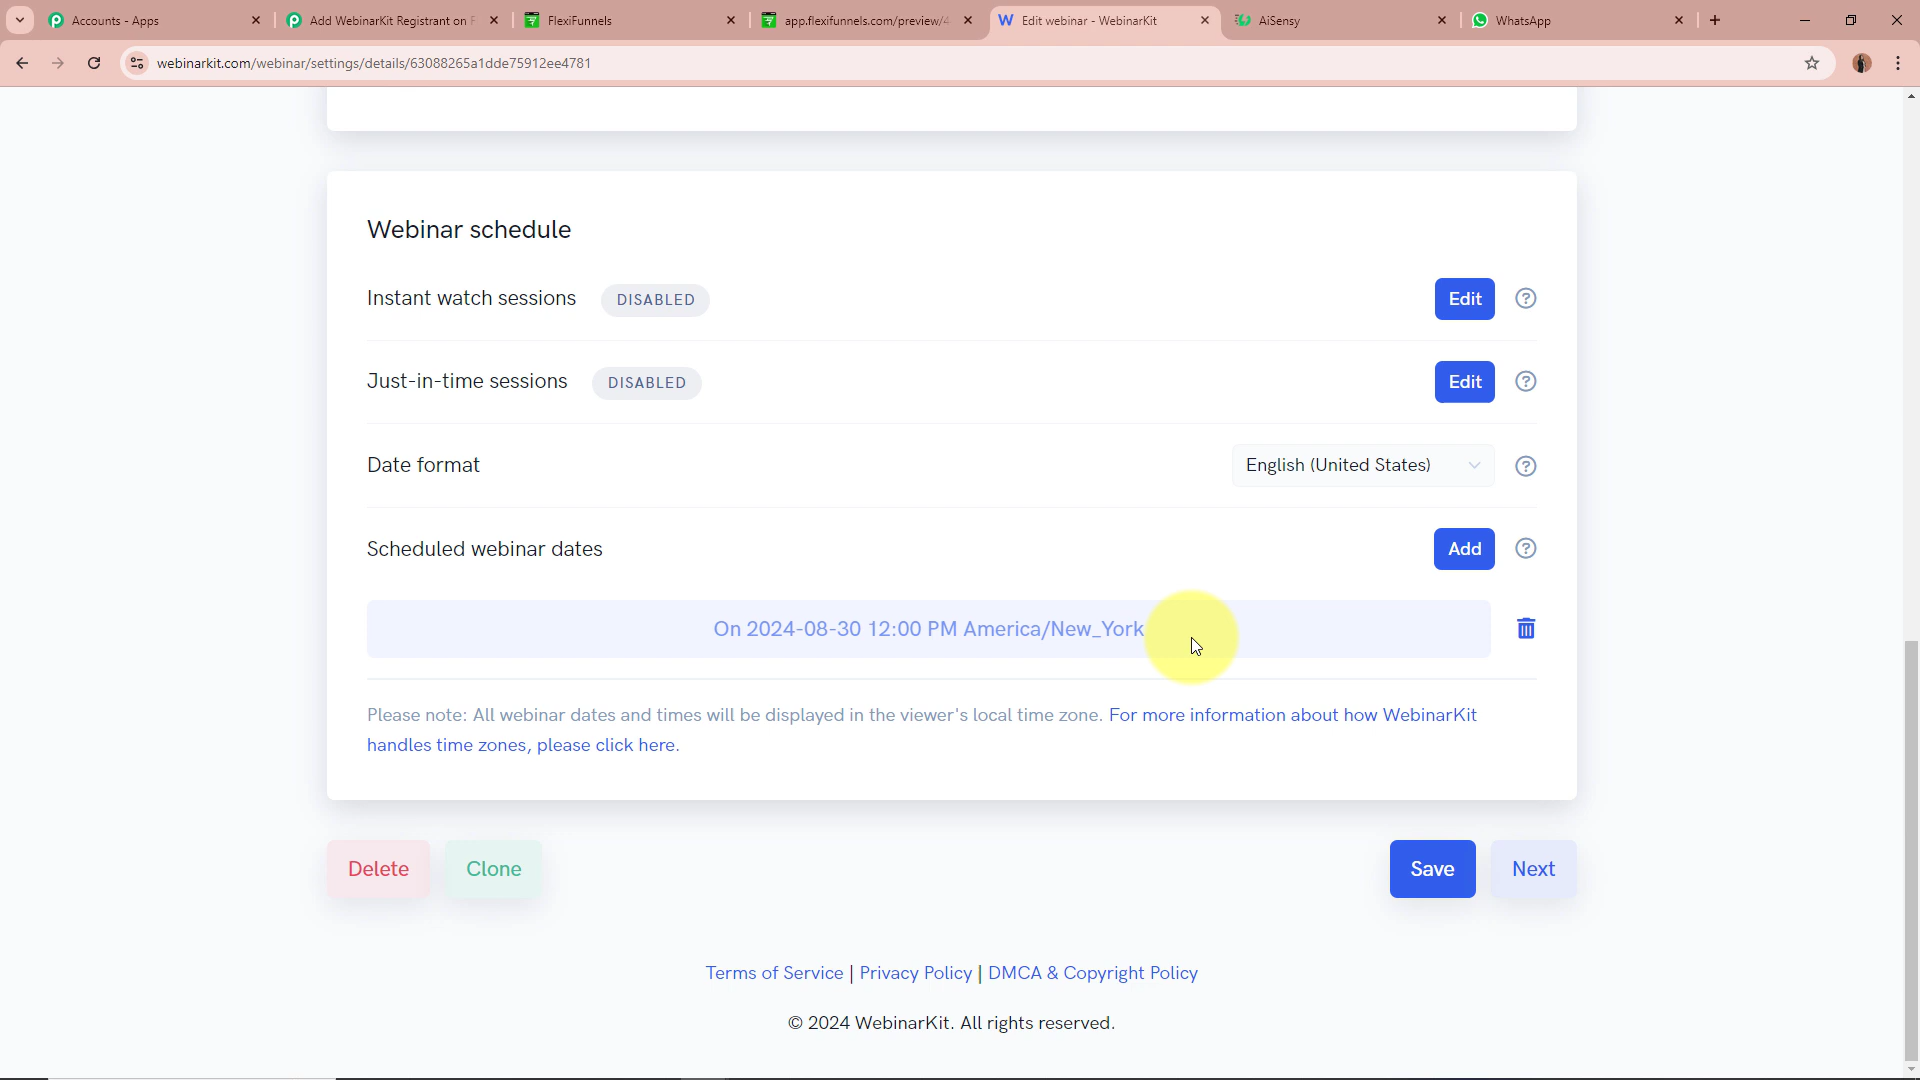 Accounts - Apps
Add WebinarKit Registrant on F
FlexiFunnels
app.flexifunnels.com/preview/4
Edit webinar - WebinarKit
AiSensy
WhatsApp
webinarkit.com/webinar/settings/details/63088265a1dde75912ee4781
Webinar schedule
Instant watch sessions DISABLED Edit
Just-in-time sessions DISABLED Edit
Date format English (United States)
Scheduled webinar dates Add
On 2024-08-30 12:00 PM America/New_York
Please note: All webinar dates and times will be displayed in the viewer's local time zone. For more information about how WebinarKit
handles time zones, please click here.
Delete Clone Save Next
Terms of Service | Privacy Policy | DMCA & Copyright Policy
© 2024 WebinarKit. All rights reserved.